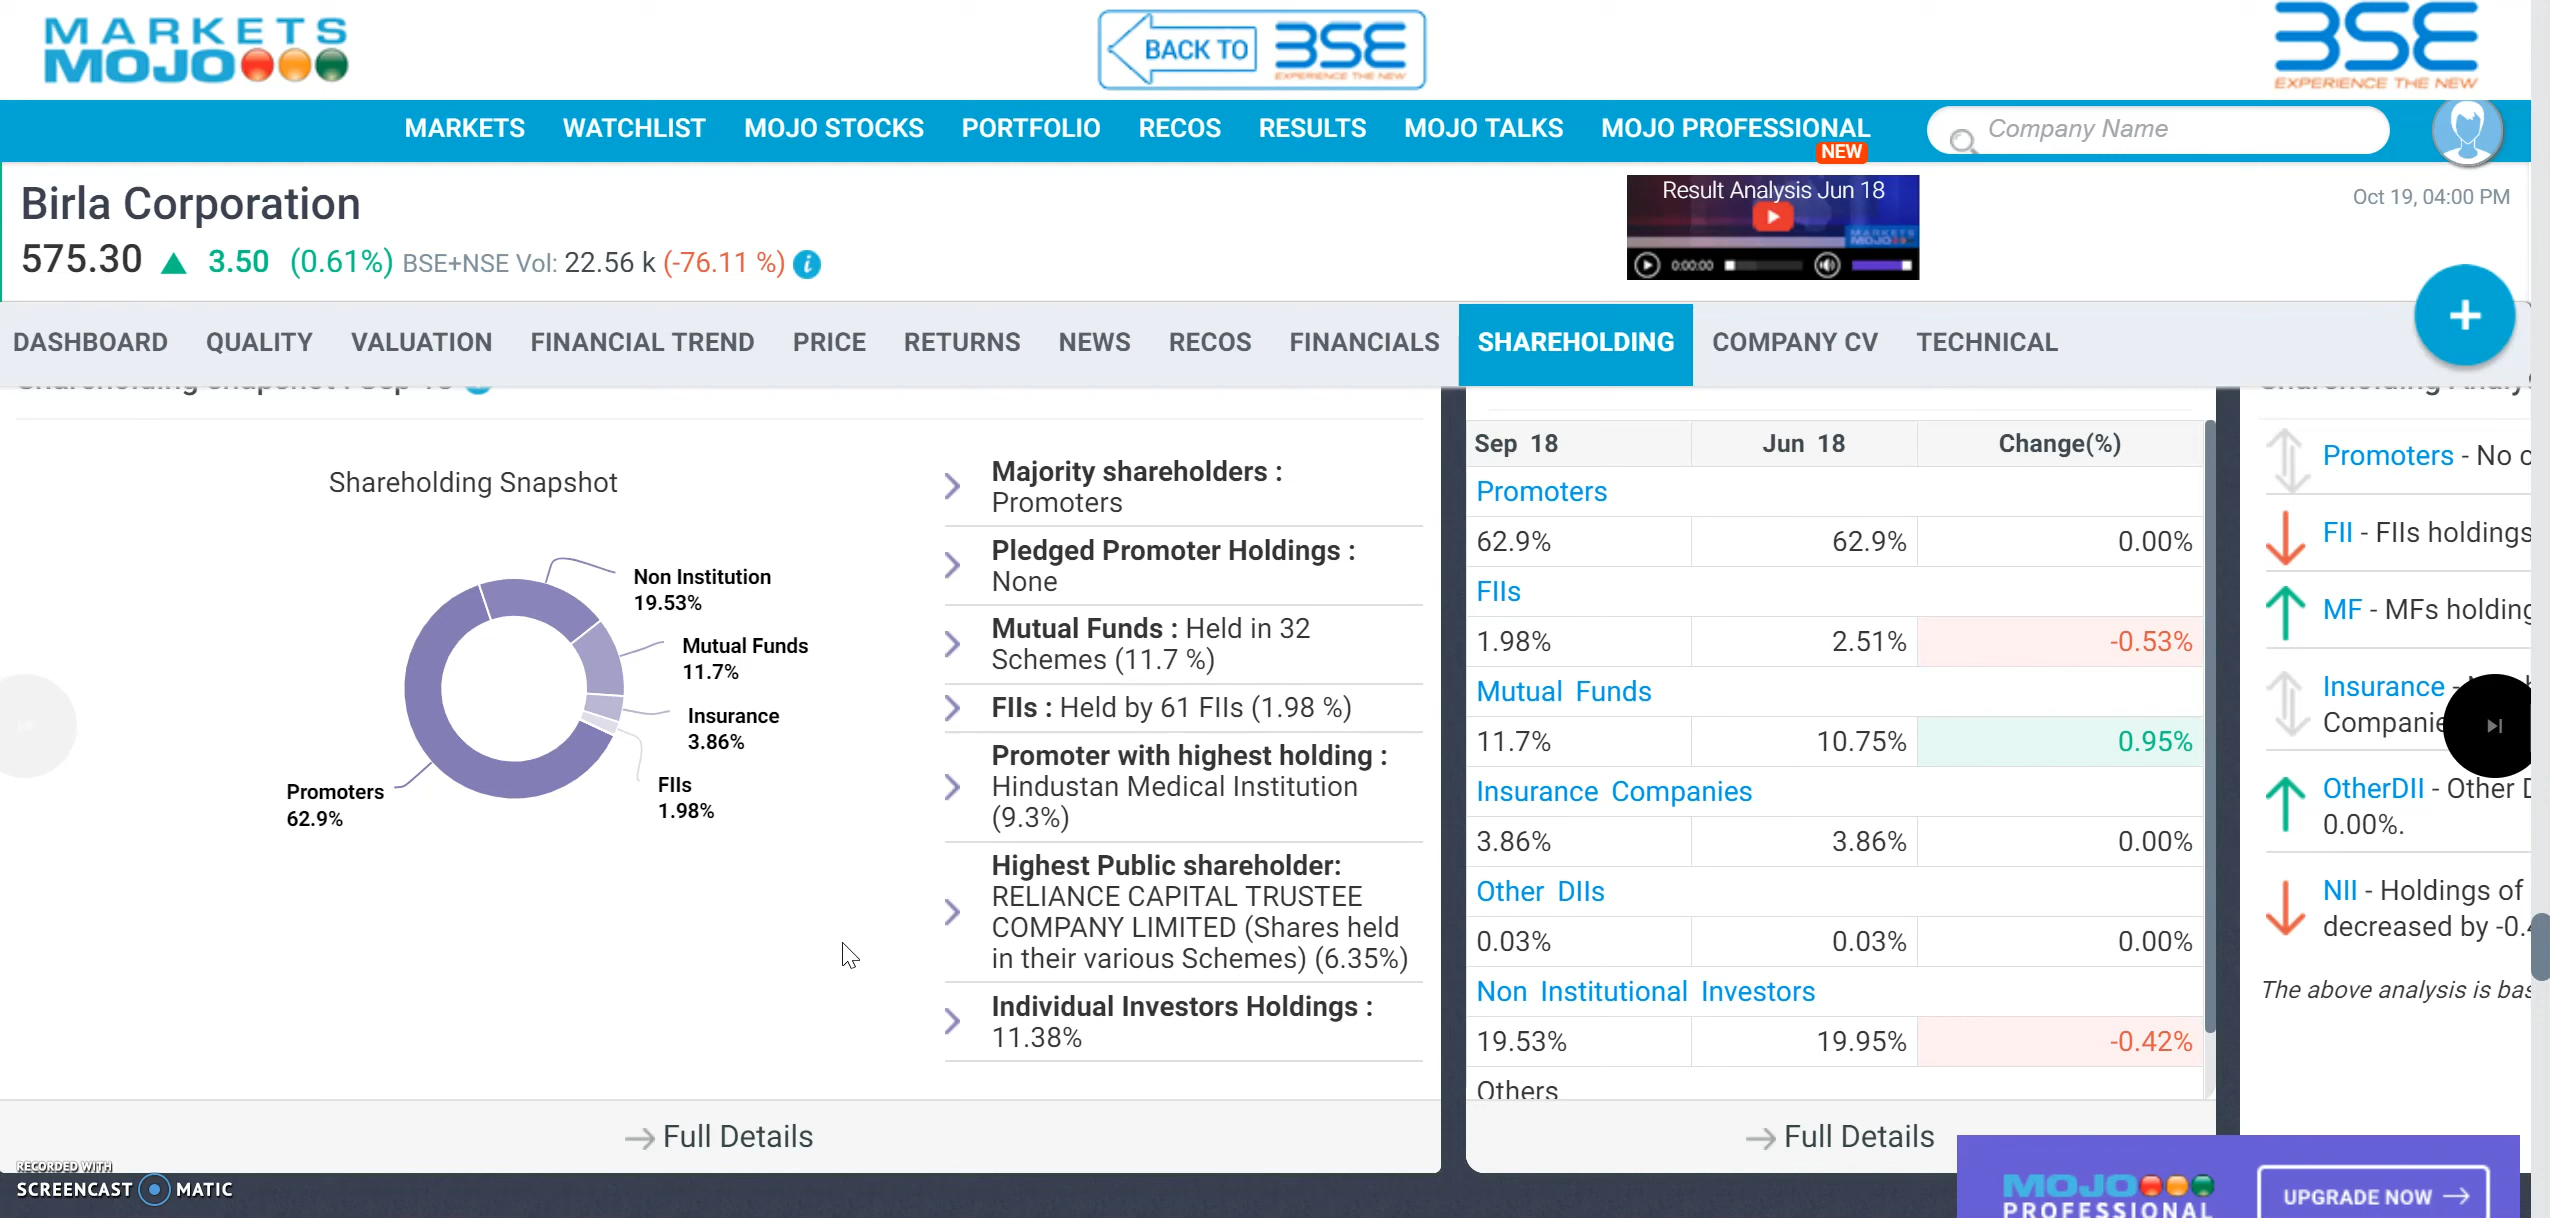 MARKETS
MOJO
BACK TO BSE
EXPERIENCE THE NEW
BSE
EXPERIENCE THE NEW
MARKETS WATCHLIST MOJO STOCKS PORTFOLIO RECOS RESULTS MOJO TALKS MOJO PROFESSIONAL
NEW
Company Name
Birla Corporation
575.30 ▲ 3.50 (0.61%) BSE+NSE Vol: 22.56 k (-76.11 %) i
Result Analysis Jun 18
MARKETS
MOJO
0:00:00
Oct 19, 04:00 PM
+
DASHBOARD QUALITY VALUATION FINANCIAL TREND PRICE RETURNS NEWS RECOS FINANCIALS SHAREHOLDING COMPANY CV TECHNICAL
Shareholding Snapshot
Non Institution
19.53%
Mutual Funds
11.7%
Insurance
3.86%
FIIs
1.98%
Promoters
62.9%
Majority shareholders :
Promoters
Pledged Promoter Holdings :
None
Mutual Funds : Held in 32
Schemes (11.7 %)
FIIs : Held by 61 FIIs (1.98 %)
Promoter with highest holding :
Hindustan Medical Institution
(9.3%)
Highest Public shareholder:
RELIANCE CAPITAL TRUSTEE
COMPANY LIMITED (Shares held
in their various Schemes) (6.35%)
Individual Investors Holdings :
11.38%
Full Details
Sep 18 Jun 18 Change(%)
Promoters
62.9% 62.9% 0.00%
FIIs
1.98% 2.51% -0.53%
Mutual Funds
11.7% 10.75% 0.95%
Insurance Companies
3.86% 3.86% 0.00%
Other DIIs
0.03% 0.03% 0.00%
Non Institutional Investors
19.53% 19.95% -0.42%
Others
Full Details
Promoters - No
FII - FIIs holdings
MF - MFs
Insurance -
OtherDII - Other
0.00%.
NII - Holdings of
decreased by -0.
The above analysis is
MOJO
PROFESSIONAL
UPGRADE NOW
RECORDED WITH
SCREENCAST MATIC